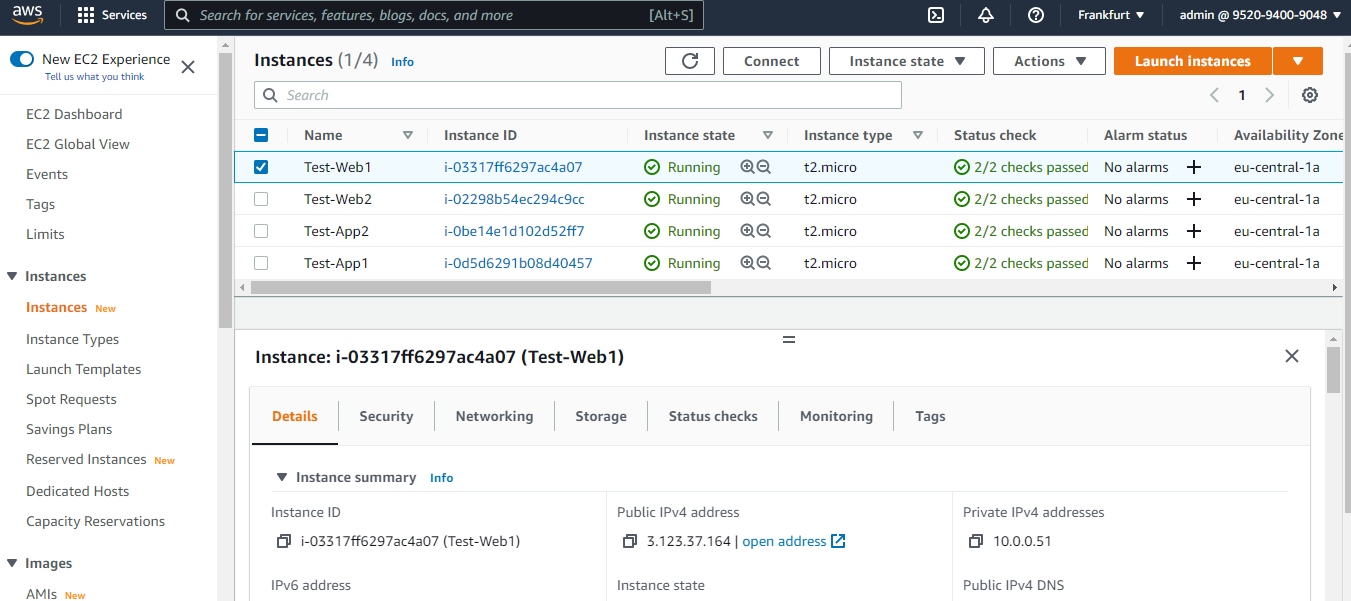 aws Services Search for services, features, blogs, docs, and more [Alt+S] Frankfurt admin @ 9520-9400-9048
New EC2 Experience
Tell us what you think
EC2 Dashboard
EC2 Global View
Events
Tags
Limits
Instances
Instances New
Instance Types
Launch Templates
Spot Requests
Savings Plans
Reserved Instances New
Dedicated Hosts
Capacity Reservations
Images
AMIs New
Instances (1/4) Info Connect Instance state Actions Launch instances
Search 1
Name Instance ID Instance state Instance type Status check Alarm status Availability Zone
Test-Web1 i-03317ff6297ac4a07 Running t2.micro 2/2 checks passed No alarms eu-central-1a
Test-Web2 i-02298b54ec294c9cc Running t2.micro 2/2 checks passed No alarms eu-central-1a
Test-App2 i-0be14e1d102d52ff7 Running t2.micro 2/2 checks passed No alarms eu-central-1a
Test-App1 i-0d5d6291b08d40457 Running t2.micro 2/2 checks passed No alarms eu-central-1a
Instance: i-03317ff6297ac4a07 (Test-Web1)
Details Security Networking Storage Status checks Monitoring Tags
Instance summary Info
Instance ID Public IPv4 address Private IPv4 addresses
i-03317ff6297ac4a07 (Test-Web1) 3.123.37.164 | open address 10.0.0.51
IPv6 address Instance state Public IPv4 DNS